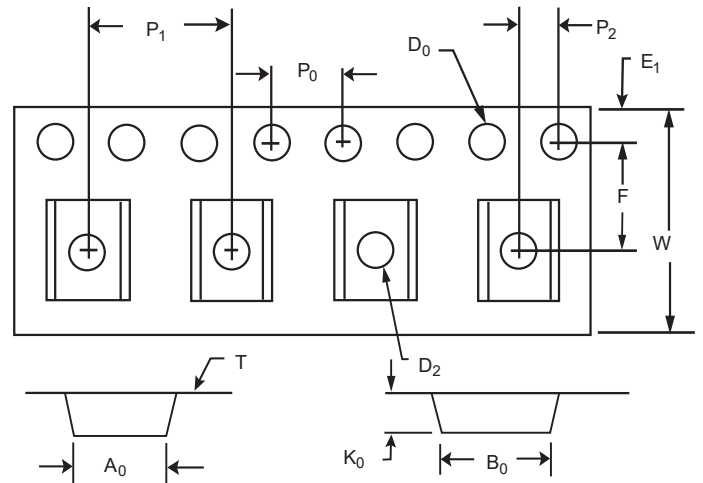 P₁
P₂
P₀
D₀
E₁
F
W
T
D₂
A₀
K₀
B₀